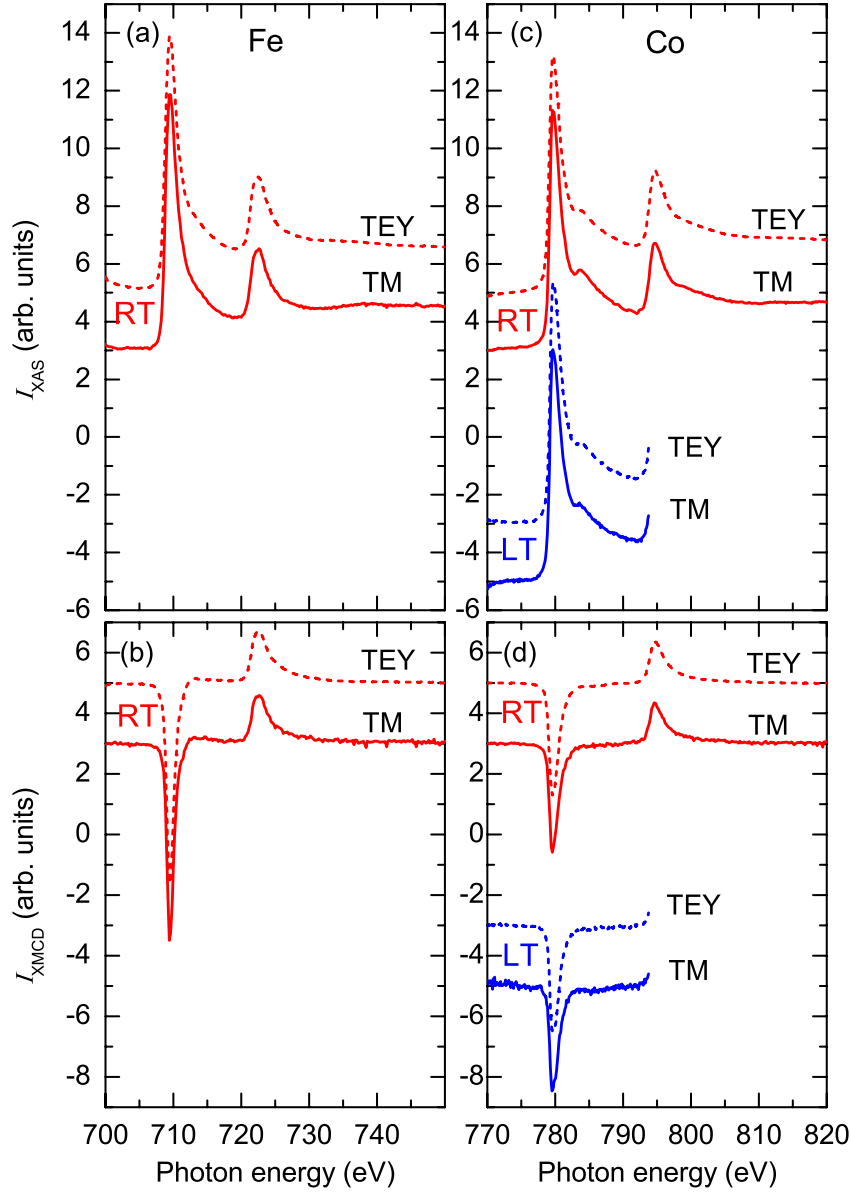 (a) Fe
(c) Co
14
12
10
8
6
4
2
0
-2
-4
-6
I_XAS (arb. units)
TEY
TM
RT
TEY
TM
RT
TEY
TM
LT
(b)
(d)
6
4
2
0
-2
-4
-6
-8
I_XMCD (arb. units)
TEY
RT
TM
TEY
RT
TM
TEY
LT
TM
700 710 720 730 740
770 780 790 800 810 820
Photon energy (eV)
Photon energy (eV)